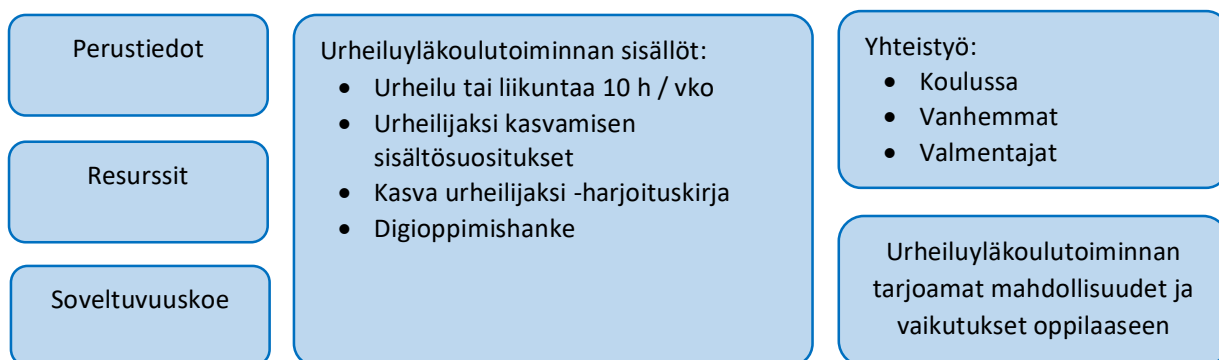 Perustiedot
Resurssit
Soveltuvuuskoe
Urheiluyläkoulutoiminnan sisällöt:
• Urheilu tai liikuntaa 10 h / vko
• Urheilijaksi kasvamisen
sisältösuositukset
• Kasva urheilijaksi -harjoituskirja
• Digioppimishanke
Yhteistyö:
• Koulussa
• Vanhemmat
• Valmentajat
Urheiluyläkoulutoiminnan
tarjoamat mahdollisuudet ja
vaikutukset oppilaaseen